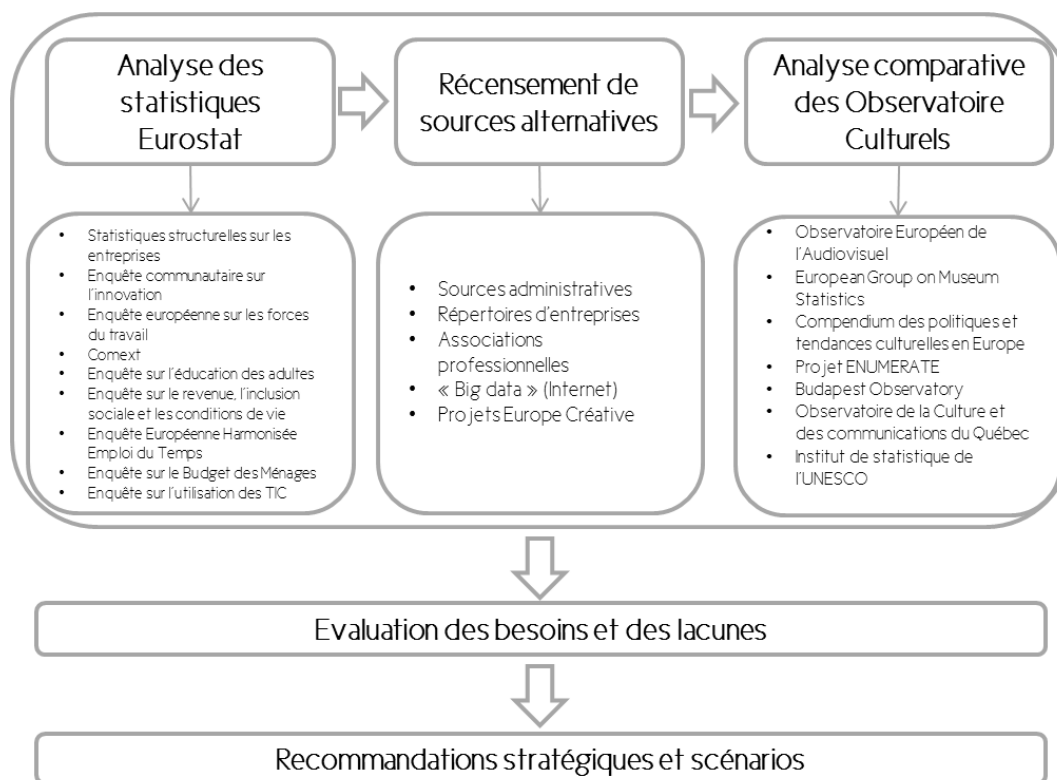 Analyse des
statistiques
Eurostat
Récensement de
sources alternatives
Analyse comparative
des Observatoire
Culturels
• Statistiques structurelles sur les
entreprises
• Enquête communautaire sur
l'innovation
• Enquête européenne sur les forces
du travail
• Comext
• Enquête sur l'éducation des adultes
• Enquête sur le revenue, l'inclusion
sociale et les conditions de vie
• Enquête Européenne Harmonisée
Emploi du Temps
• Enquête sur le Budget des Ménages
• Enquête sur l'utilisation des TIC
• Sources administratives
• Répertoires d'entreprises
• Associations
professionnelles
• « Big data » (Internet)
• Projets Europe Créative
• Observatoire Européen de
l'Audiovisuel
• European Group on Museum
Statistics
• Compendium des politiques et
tendances culturelles en Europe
• Projet ENUMERATE
• Budapest Observatory
• Observatoire de la Culture et
des communications du Québec
• Institut de statistique de
l'UNESCO
Evaluation des besoins et des lacunes
Recommandations stratégiques et scénarios